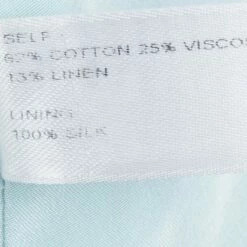 SELF:
62% COTTON 25% VISCOS
13% LINEN
LINING:
100% SILK